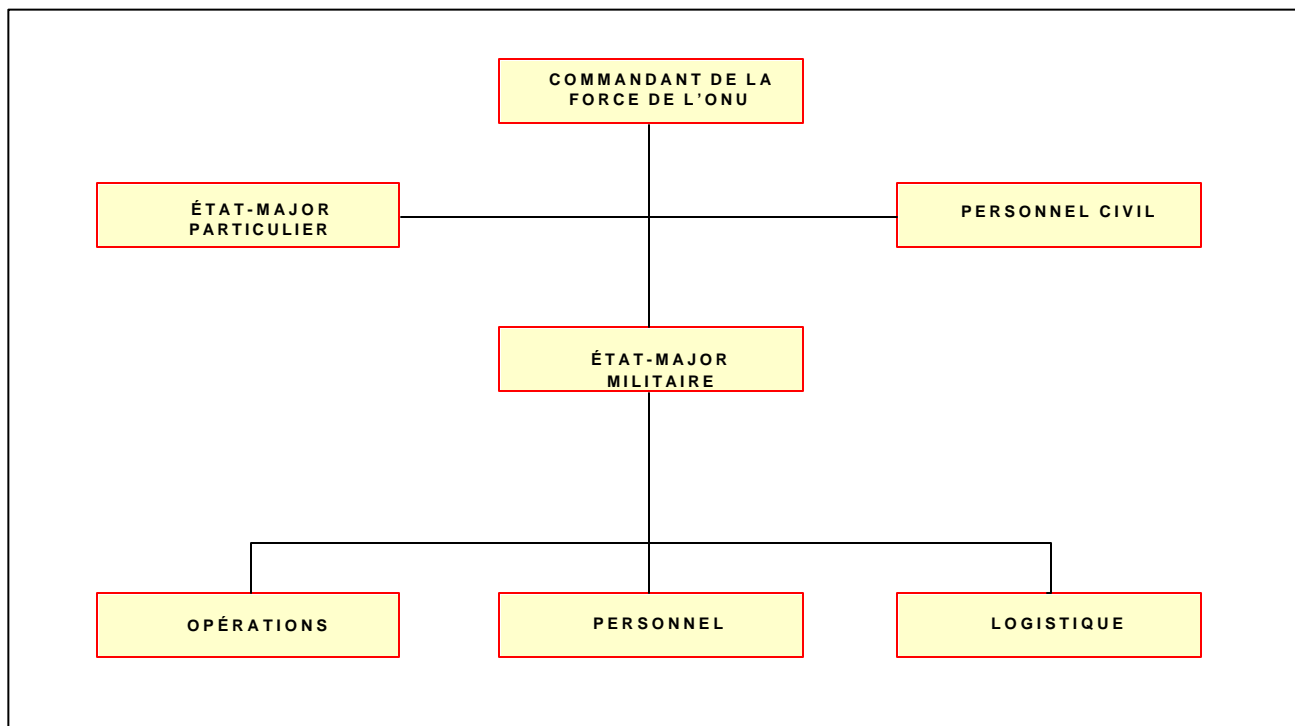 COMMANDANT DE LA
FORCE DE L’ONU
ÉTAT-MAJOR
PARTICULIER
PERSONNEL CIVIL
ÉTAT-MAJOR
MILITAIRE
OPÉRATIONS
PERSONNEL
LOGISTIQUE